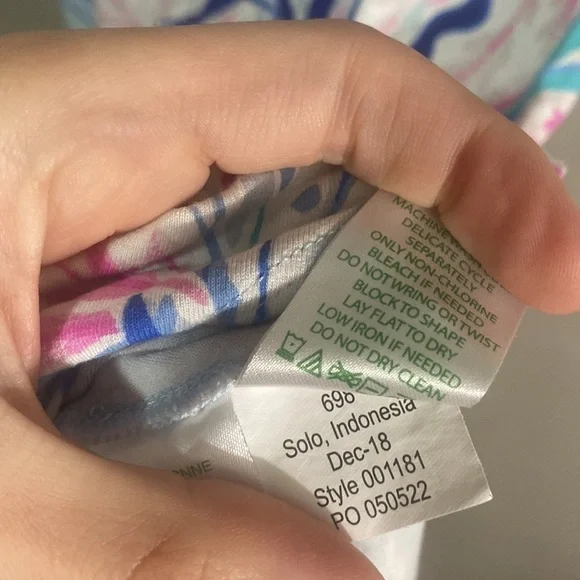 MACHINE
DELICATE CYCLE
SEPARATELY
ONLY NON-CHLORINE
BLEACH IF NEEDED
DO NOT WRING OR TWIST
BLOCK TO SHAPE
LAY FLAT TO DRY
LOW IRON IF NEEDED
DO NOT DRY CLEAN
698
Solo, Indonesia
Dec-18
Style 001181
PO 050522
NNE